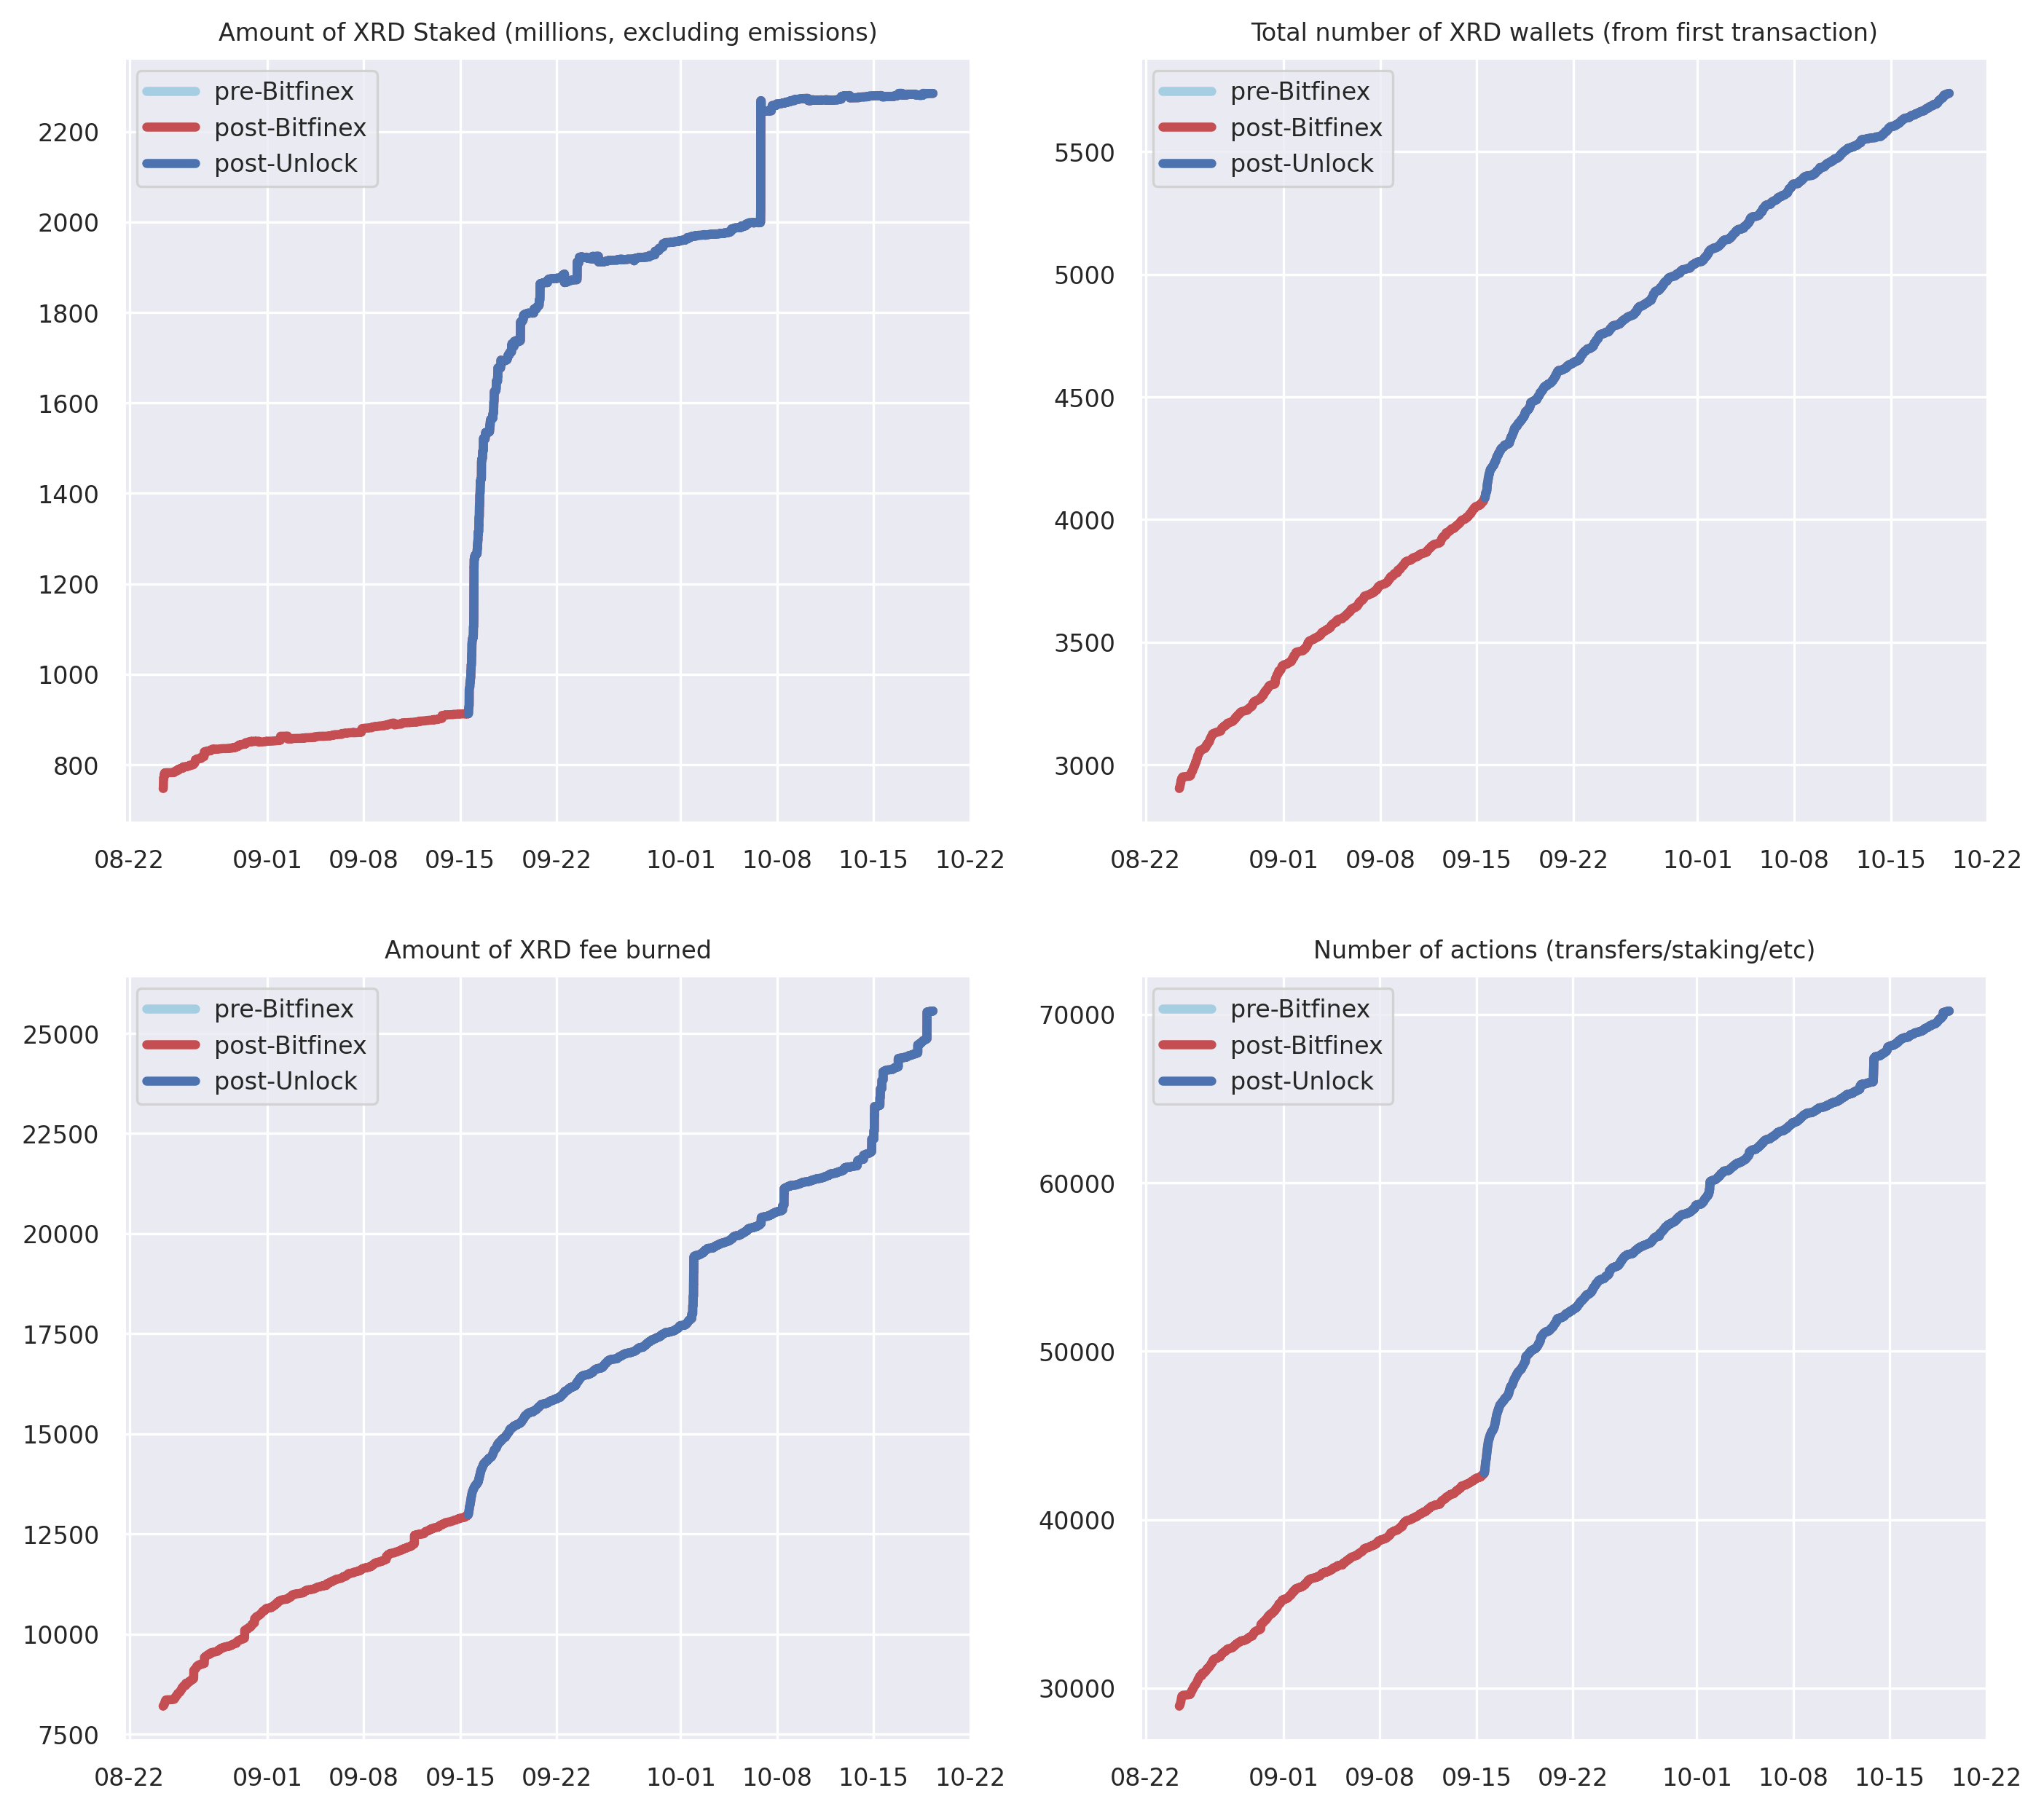 Amount of XRD Staked (millions, excluding emissions)
pre-Bitfinex
post-Bitfinex
post-Unlock
2200
2000
1800
1600
1400
1200
1000
800
08-22 09-01 09-08 09-15 09-22 10-01 10-08 10-15 10-22
Total number of XRD wallets (from first transaction)
pre-Bitfinex
post-Bitfinex
post-Unlock
5500
5000
4500
4000
3500
3000
08-22 09-01 09-08 09-15 09-22 10-01 10-08 10-15 10-22
Amount of XRD fee burned
pre-Bitfinex
post-Bitfinex
post-Unlock
25000
22500
20000
17500
15000
12500
10000
7500
08-22 09-01 09-08 09-15 09-22 10-01 10-08 10-15 10-22
Number of actions (transfers/staking/etc)
pre-Bitfinex
post-Bitfinex
post-Unlock
70000
60000
50000
40000
30000
08-22 09-01 09-08 09-15 09-22 10-01 10-08 10-15 10-22